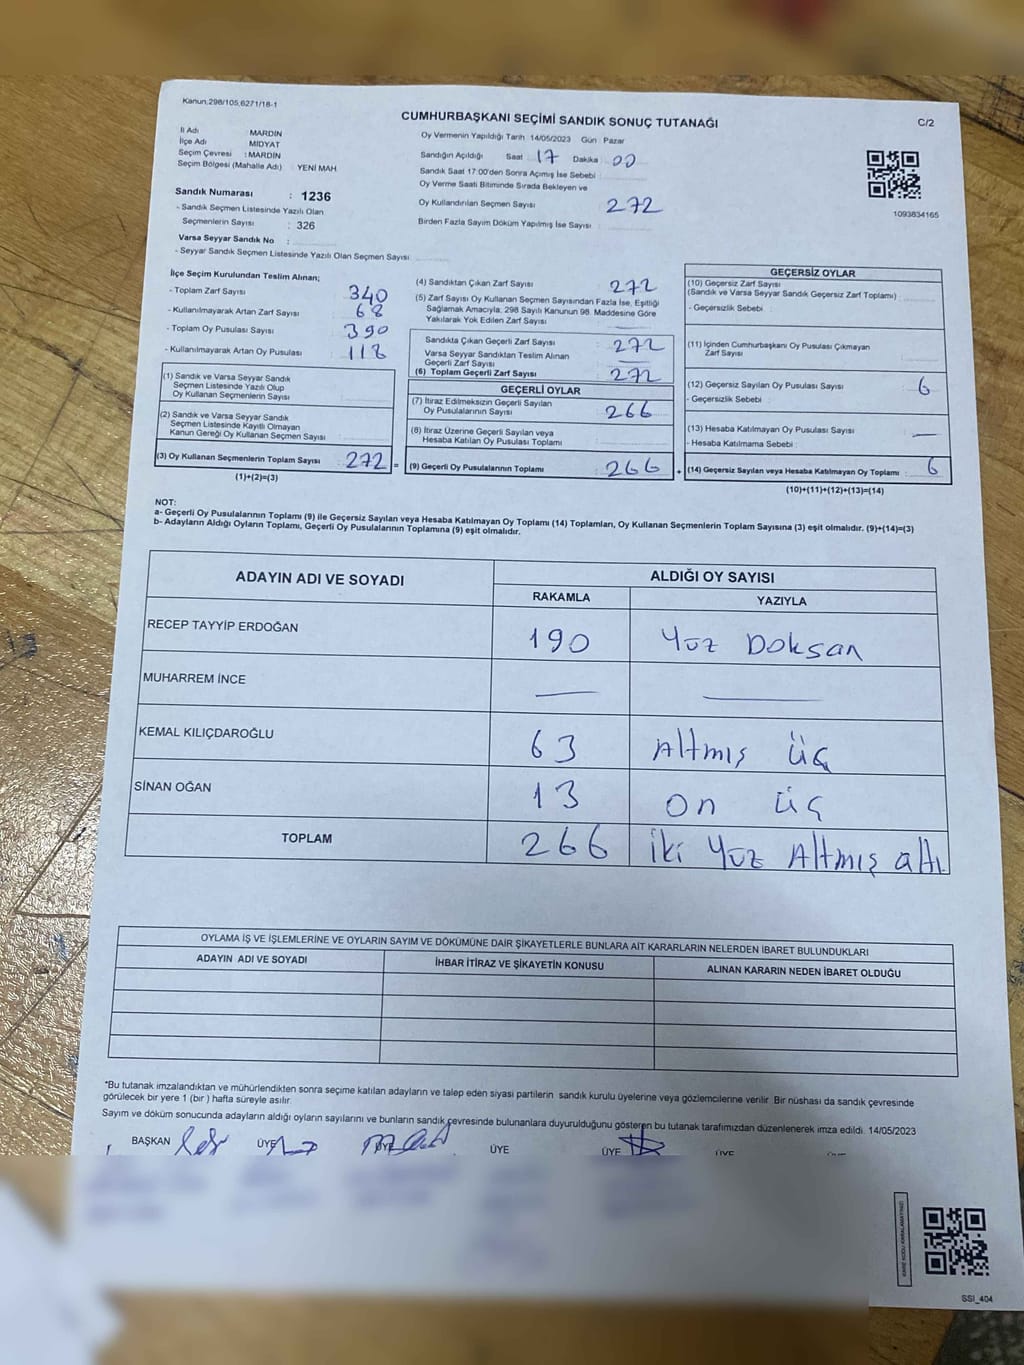 Kanun:298/105,6271/18-1
CUMHURBAŞKANI SEÇİMİ SANDIK SONUÇ TUTANAĞI
C/2
İl Adı : MARDİN
İlçe Adı MİDYAT
Seçim Çevresi : MARDİN
Seçim Bölgesi (Mahalle Adı) : YENİ MAH
Sandık Numarası : 1236
- Sandık Seçmen Listesinde Yazılı Olan
Seçmenlerin Sayısı : 326
Varsa Seyyar Sandık No :
- Seyyar Sandık Seçmen Listesinde Yazılı Olan Seçmen Sayısı
Oy Vermenin Yapıldığı Tarih :14/05/2023 Gün : Pazar
Sandığın Açıldığı Saat 17 Dakika 00
Sandık Saat 17:00'den Sonra Açımış İse Sebebi
Oy Verme Saati Bitiminde Sırada Bekleyen ve
Oy Kullandırılan Seçmen Sayısı 272
Birden Fazla Sayım Döküm Yapılmış İse Sayısı
1093834165
İlçe Seçim Kurulundan Teslim Alınan;
- Toplam Zarf Sayısı 340
- Kullanılmayarak Artan Zarf Sayısı 68
- Toplam Oy Pusulası Sayısı 390
- Kullanılmayarak Artan Oy Pusulası 118
(1) Sandık ve Varsa Seyyar Sandık
Seçmen Listesinde Yazılı Olup
Oy Kullanan Seçmenlerin Sayısı
(2) Sandık ve Varsa Seyyar Sandık
Seçmen Listesinde Kayıtlı Olmayan
Kanun Gereği Oy Kullanan Seçmen Sayısı
(3) Oy Kullanan Seçmenlerin Toplam Sayısı 272 =
(1)+(2)=(3)
(4) Sandıktan Çıkan Zarf Sayısı : 272
(5) Zarf Sayısı Oy Kullanan Seçmen Sayısından Fazla İse, Eşitliği
Sağlamak Amacıyla, 298 Sayılı Kanunun 98. Maddesine Göre
Yakılarak Yok Edilen Zarf Sayısı
Sandıkta Çıkan Geçerli Zarf Sayısı : 272
Varsa Seyyar Sandıktan Teslim Alınan
Geçerli Zarf Sayısı
(6) Toplam Geçerli Zarf Sayısı : 272
GEÇERLİ OYLAR
(7) İtiraz Edilmeksizin Geçerli Sayılan
Oy Pusulalarının Sayısı : 266
(8) İtiraz Üzerine Geçerli Sayılan veya
Hesaba Katılan Oy Pusulası Toplamı
(9) Geçerli Oy Pusulalarının Toplamı : 266 +
GEÇERSİZ OYLAR
(10) Geçersiz Zarf Sayısı
(Sandık ve Varsa Seyyar Sandık Geçersiz Zarf Toplamı)
- Geçersizlik Sebebi :
(11) İçinden Cumhurbaşkanı Oy Pusulası Çıkmayan
Zarf Sayısı
(12) Geçersiz Sayılan Oy Pusulası Sayısı : 6
- Geçersizlik Sebebi :
(13) Hesaba Katılmayan Oy Pusulası Sayısı : —
- Hesaba Katılmama Sebebi :
(14) Geçersiz Sayılan veya Hesaba Katılmayan Oy Toplamı : 6
(10)+(11)+(12)+(13)=(14)
NOT:
a- Geçerli Oy Pusulalarının Toplamı (9) ile Geçersiz Sayılan veya Hesaba Katılmayan Oy Toplamı (14) Toplamları, Oy Kullanan Seçmenlerin Toplam Sayısına (3) eşit olmalıdır. (9)+(14)=(3)
b- Adayların Aldığı Oyların Toplamı, Geçerli Oy Pusulalarının Toplamına (9) eşit olmalıdır.
ADAYIN ADI VE SOYADI ALDIĞI OY SAYISI
RAKAMLA YAZIYLA
RECEP TAYYİP ERDOĞAN 190 Yüz Doksan
MUHARREM İNCE — —
KEMAL KILIÇDAROĞLU 63 Altmış üç
SİNAN OĞAN 13 on üç
TOPLAM 266 iki Yüz Altmış altı
OYLAMA İŞ VE İŞLEMLERİNE VE OYLARIN SAYIM VE DÖKÜMÜNE DAİR ŞİKAYETLERLE BUNLARA AİT KARARLARIN NELERDEN İBARET BULUNDUKLARI
ADAYIN ADI VE SOYADI İHBAR İTİRAZ VE ŞİKAYETİN KONUSU ALINAN KARARIN NEDEN İBARET OLDUĞU
*Bu tutanak imzalandıktan ve mühürlendikten sonra seçime katılan adayların ve talep eden siyasi partilerin sandık kurulu üyelerine veya gözlemcilerine verilir. Bir nüshası da sandık çevresinde
görülecek bir yere 1 (bir ) hafta süreyle asılır.
Sayım ve döküm sonucunda adayların aldığı oyların sayılarını ve bunların sandık çevresinde bulunanlara duyurulduğunu gösteren bu tutanak tarafımızdan düzenlenerek imza edildi. 14/05/2023
BAŞKAN ÜYE ÜYE ÜYE ÜYE ÜYE
SSI_404